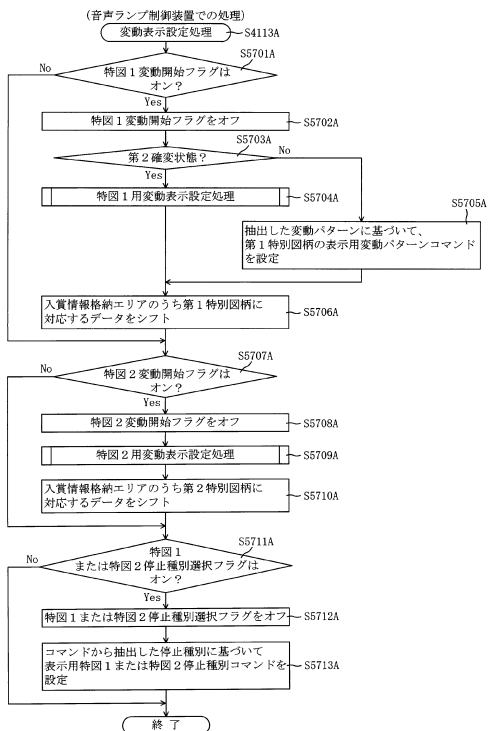 (音声ランプ制御装置での処理)
変動表示設定処理
S4113A
S5701A
特図1変動開始フラグは
オン?
No
Yes
特図1変動開始フラグをオフ
S5702A
S5703A
第2確変状態?
No
Yes
特図1用変動表示設定処理
S5704A
S5705A
抽出した変動パターンに基づいて、
第1特別図柄の表示用変動パターンコマンド
を設定
入賞情報格納エリアのうち第1特別図柄に
対応するデータをシフト
S5706A
S5707A
No
特図2変動開始フラグは
オン?
Yes
特図2変動開始フラグをオフ
S5708A
特図2用変動表示設定処理
S5709A
入賞情報格納エリアのうち第2特別図柄に
対応するデータをシフト
S5710A
S5711A
No
特図1
または特図2停止種別選択フラグは
オン?
Yes
特図1または特図2停止種別選択フラグをオフ
S5712A
コマンドから抽出した停止種別に基づいて
表示用特図1または特図2停止種別コマンドを
設定
S5713A
終了